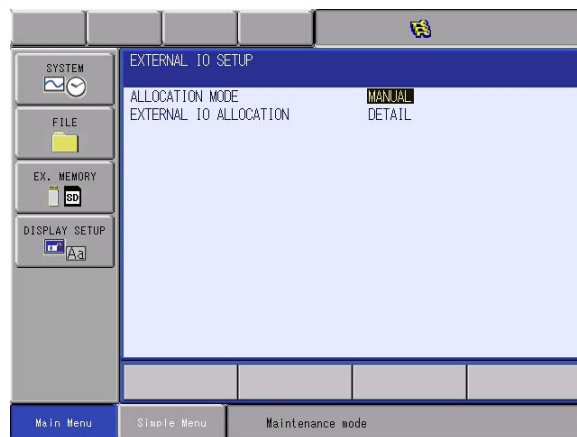 SYSTEM
FILE
EX. MEMORY
SD
DISPLAY SETUP
Aa
EXTERNAL IO SETUP
ALLOCATION MODE MANUAL
EXTERNAL IO ALLOCATION DETAIL
Main Menu
Simple Menu
Maintenance mode